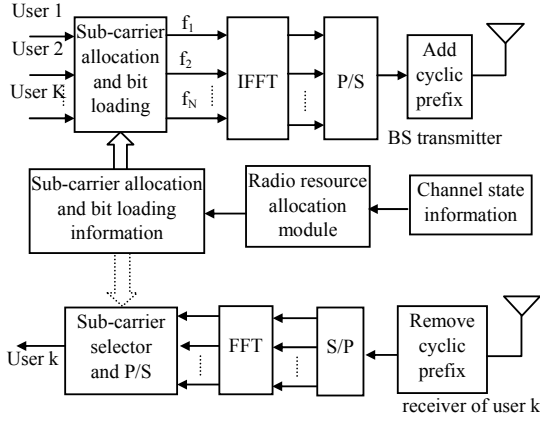 User 1
User 2
User K
Sub-carrier
allocation
and bit
loading
f1
f2
fN
IFFT
P/S
Add
cyclic
prefix
BS transmitter
Sub-carrier allocation
and bit loading
information
Radio resource
allocation
module
Channel state
information
User k
Sub-carrier
selector
and P/S
FFT
S/P
Remove
cyclic
prefix
receiver of user k